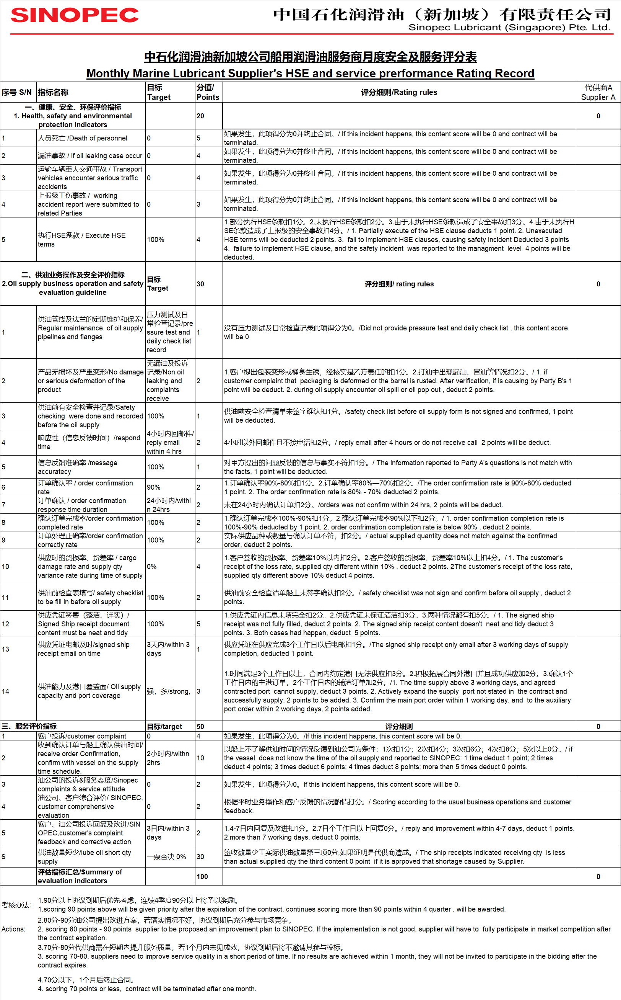 SINOPEC
中国石化润滑油（新加坡）有限责任公司
Sinopec Lubricant (Singapore) Pte. Ltd.
中石化润滑油新加坡公司船用润滑油服务商月度安全及服务评分表
Monthly Marine Lubricant Supplier's HSE and service prerformance Rating Record
序号 S/N
指标名称
目标
Target
分值/
Points
评分细则/Rating rules
代供商A
Supplier A
一、健康、安全、环保评价指标
1. Health, safety and environmental
protection indicators
20
0
1
人员死亡 /Death of personnel
0
5
如果发生，此项得分为0并终止合同。/ If this incident happens, this content score will be 0 and contract will be
terminated.
2
漏油事故 / If oil leaking case occur
0
4
如果发生，此项得分为0并终止合同。/ If this incident happens, this content score will be 0 and contract will be
terminated.
3
运输车辆重大交通事故 / Transport
vehicles encounter serious traffic
accidents
0
4
如果发生，此项得分为0并终止合同。/ If this incident happens, this content score will be 0 and contract will be
terminated.
4
上报级工伤事故 /  working
accident report were submitted to
related Parties
0
3
如果发生，此项得分为0并终止合同。/ If this incident happens, this content score will be 0 and contract will be
terminated.
5
执行HSE条款 / Execute HSE
terms
100%
4
1.部分执行HSE条款扣1分。2.未执行HSE条款扣2分。3.由于未执行HSE条款造成了安全事故扣3分。4.由于未执行H
SE条款造成了上报级的安全事故扣4分。/ 1. Partially execute of the HSE clause deducts 1 point. 2. Unexecuted
HSE terms will be deducted 2 points. 3.  fail to implement HSE clauses, causing safety incident Deducted 3 points
4.  failure to implement HSE clause, and the safety incident  was reported to the managment  level  4 points will be
deducted.
二、供油业务操作及安全评价指标
2.Oil supply business operation and safety
evaluation guideline
目标
Target
30
评分细则/ rating rules
0
1
供油管线及法兰的定期维护和保养/
Regular maintenance  of oil supply
pipelines and flanges
压力测试及日
常检查记录/pre
ssure test and
daily check list
record
1
没有压力测试及日常检查记录此项得分为0。/Did not provide pressure test and daily check list , this content score
will be 0
2
产品无损坏及严重变形/No damage
or serious deformation of the
product
无漏油及投诉
记录/Non oil
leaking and
complaints
receive
2
1.客户提出包装变形或桶身生锈，经核实是乙方责任的扣1分。2.打油中出现漏油、冒油等情况扣2分。/ 1. if
customer complaint that  packaging is deformed or the barrel is rusted. After verification, if is causing by Party B's 1
point will be deduct. 2. during oil supply encounter oil spill or oil pop out , deduct 2 points.
3
供油前有安全检查并记录/Safety
checking  were done and recorded
before the oil supply
100%
1
供油前安全检查清单未签字确认扣1分。/safety check list before oil supply form is not signed and confirmed, 1 point
will be deducted.
4
响应性（信息反馈时间）/respond
time
4小时内回邮件/
reply email
within 4 hrs
2
4小时以外回邮件且不接电话扣2分。/ reply email after 4 hours or do not receive call  2 points will be deduct.
5
信息反馈准确率 /message
accuratecy
100%
1
对甲方提出的问题反馈的信息与事实不符扣1分。/ The information reported to Party A's questions is not match with
the facts, 1 point will be deducted.
6
订单确认率 / order confirmation
rate
90%
2
1.订单确认率90%-80%扣1分。2.订单确认率80%—70%扣2分。/The order confirmation rate is 90%-80% deducted
1 point. 2. The order confirmation rate is 80% - 70% deducted 2 points.
7
订单确认 / order confirmation
response time duration
24小时内/withi
n 24hrs
2
未在24小时内确认订单扣2分。/orders was not confirm within 24 hrs, 2 points will be deduct.
8
确认订单完成率/order confirmation
completed rate
100%
2
1.确认订单完成率100%-90%扣1分。2.确认订单完成率90%以下扣2分。/ 1. order confirmation completion rate is
100%-90% deducted by 1 point. 2. order confrimation completion rate is below 90% , deduct 2 points.
9
订单处理正确率/order confirmation
correctly rate
100%
2
实际供应品种或数量与确认订单不符，扣2分。/ actual supplied quantity does not match against the confirmed
order, deduct 2 points.
10
供应时的货损率、货差率 / cargo
damage rate and supply qty
variance rate during time of supply
0%
4
1.客户签收的货损率、货差率10%以内扣2分。2.客户签收的货损率、货差率10%以上扣4分。/ 1. The customer's
receipt of the loss rate, supplied qty different within 10% , deduct 2 points. 2The customer's receipt of the loss rate,
supplied qty different above 10% deduct 4 points.
11
供油前检查表填写/ safety checklist
to be fill in before oil supply
100%
2
供油前安全检查清单船上未签字确认扣2分。/ safety checklist was not sign and confirm before oil supply , deduct 2
points.
12
供应凭证签署（整洁、详实）/
Signed Ship receipt document
content must be neat and tidy
100%
5
1.供应凭证内信息未填完全扣2分。2.供应凭证未保证清洁扣3分。3.两种情况都有扣5分。/ 1. The signed ship
receipt was not fully filled, deduct 2 points. 2. The signed ship receipt content doesn't  neat and tidy deduct 3
points. 3. Both cases had happen, deduct  5 points.
13
供应凭证电邮及时/signed ship
receipt email on time
3天内/within 3
days
1
供应凭证在供应完成3个工作日以后电邮扣1分。/The signed ship receipt only email after 3 working days of supply
completion, deducted 1 point.
14
供油能力及港口覆盖面/ Oil supply
capacity and port coverage
强，多/strong,
3
1.时间满足3个工作日以上，合同内约定港口无法供应扣3分。2.积极拓展合同外港口并且成功供应加2分。3.确认1个
工作日内的主港订单，2个工作日内的辅港订单加2分。/1. The time supply above 3 working days, and agreed
contracted port  cannot supply, deduct 3 points. 2. Actively expand the supply  port not stated in  the contract and
successfully supply, 2 points to be added. 3. Confirm the main port order within 1 working day, and  to the auxiliary
port order within 2 working days, 2 points added.
三、服务评价指标
目标/target
50
评分细则
0
1
客户投诉/customer complaint
0
4
如果发生，此项得分为0。/If this incident happens, this content score will be 0.
2
收到确认订单与船上确认供油时间/
receive order Confirmation,
confirm with vessel on the supply
time schedule.
2小时内/withn
2hrs
10
以船上不了解供油时间的情况反馈到油公司为条件：1次扣1分；2次扣4分；3次扣6分；4次扣8分；5次以上0分。/ if
the vessel  does not know the time of the oil supply and reported to SINOPEC: 1 time deduct 1 point; 2 times
deduct 4 points; 3 times deduct 6 points; 4 times deduct 8 points; more than 5 times deduct 0 points.
3
油公司的投诉&服务态度/Sinopec
complaints & service attitude
0
2
如果发生，此项得分为0。If this incident happens, this content score will be 0.
4
油公司、客户综合评价/ SINOPEC,
customer comprehensive
evaluation
0
2
根据平时业务操作和客户反馈的情况酌情打分。/ Scoring according to the usual business operations and customer
feedback.
5
客户、油公司投诉回复及改进/SIN
OPEC,customer's complaint
feedback and corrective action
3日内/within 3
days
2
1.4-7日内回复及改进扣1分。2.7日个工作日以上回复0分。/ reply and improvement within 4-7 days, deduct 1 points.
2.more than 7 working days, deduct 0 points.
6
供油数量短少/lube oil short qty
supply
一票否决 0%
30
签收数量少于实际供油数量第三项0分,如果证明是代供商造成。/ The ship receipts indicated receiving qty  is less
than actual supplied qty the third content 0 point  if it is aprpoved that shortage caused by Supplier.
评估指标汇总/Summary of
evaluation indicators
100
0
考核办法：
1.90分以上协议到期后优先考虑，连续4季度90分以上将予以奖励。
1.scoring 90 points above will be given priority after the expiration of the contract, continues scoring more than 90 points within 4 quarter , will be awarded.
Actions:
2.80分-90分油公司提出改进方案，若落实情况不好，协议到期后充分参与市场竞争。
2. scoring 80 points - 90 points  supplier to be proposed an improvement plan to SINOPEC. If the implementation is not good, supplier will have to  fully participate in market competition after
the contract expiration.
3.70分-80分代供商需在短期内提升服务质量，若1个月内未见成效，协议到期后将不邀请其参与投标。
3. scoring 70-80, suppliers need to improve service quality in a short period of time. If no results are achieved within 1 month, they will not be invited to participate in the bidding after the
contract expires.
4.70分以下，1个月后终止合同。
4. scoring 70 points or less,  contract will be terminated after one month.